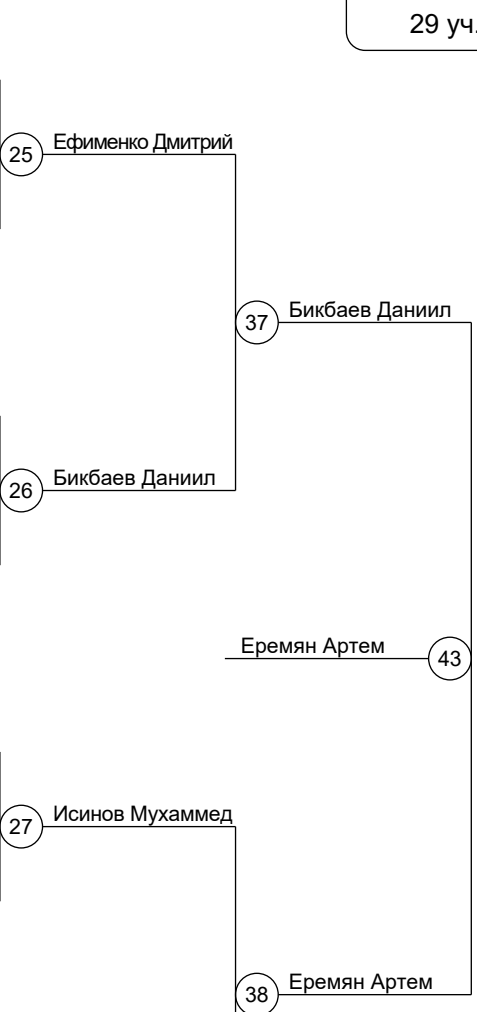 29 уч.
25 Ефименко Дмитрий
37 Бикбаев Даниил
26 Бикбаев Даниил
Еремян Артем 43
27 Исинов Мухаммед
38 Еремян Артем